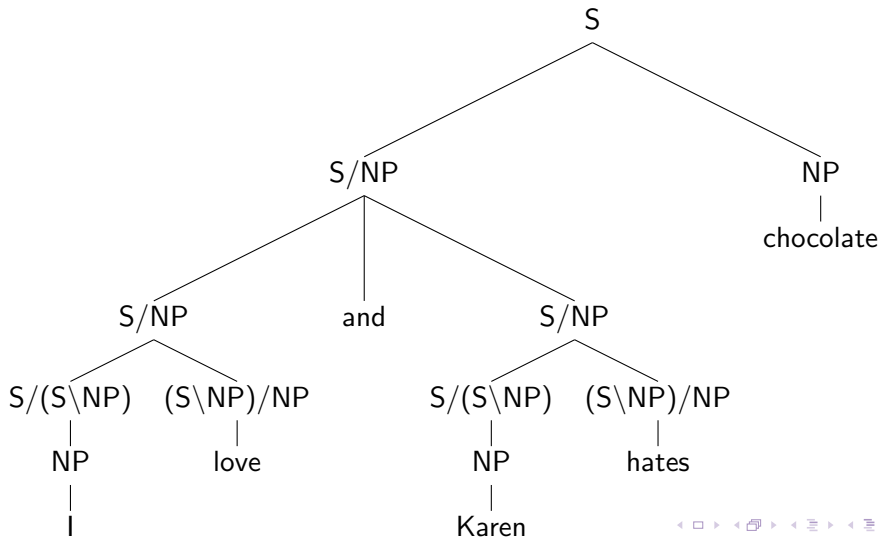 S
S/NP NP
chocolate
S/NP and S/NP
S/(S\NP) (S\NP)/NP S/(S\NP) (S\NP)/NP
NP love NP hates
I Karen